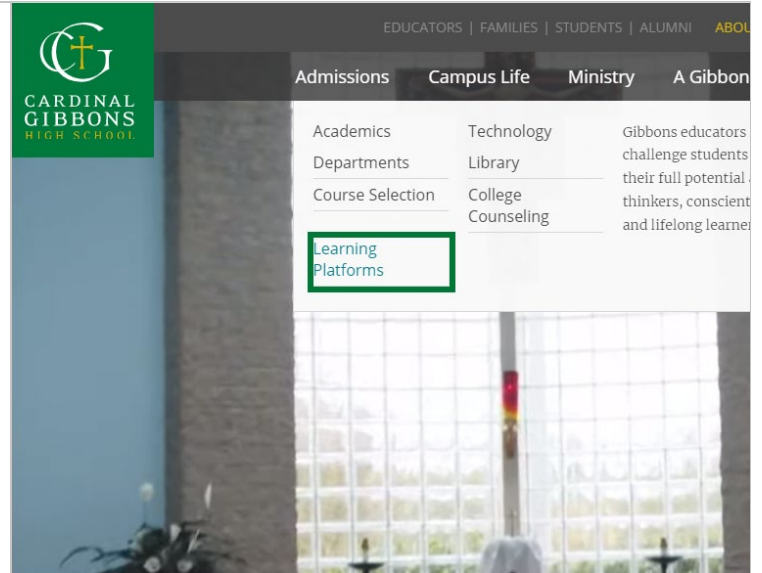 EDUCATORS | FAMILIES | STUDENTS | ALUMNI
CARDINAL
GIBBONS
HIGH SCHOOL
Admissions Campus Life Ministry A Gibbon
Academics
Departments
Course Selection
Learning
Platforms
Technology
Library
College
Counseling
Gibbons educators
challenge students
their full potential
thinkers, conscient
and lifelong learne